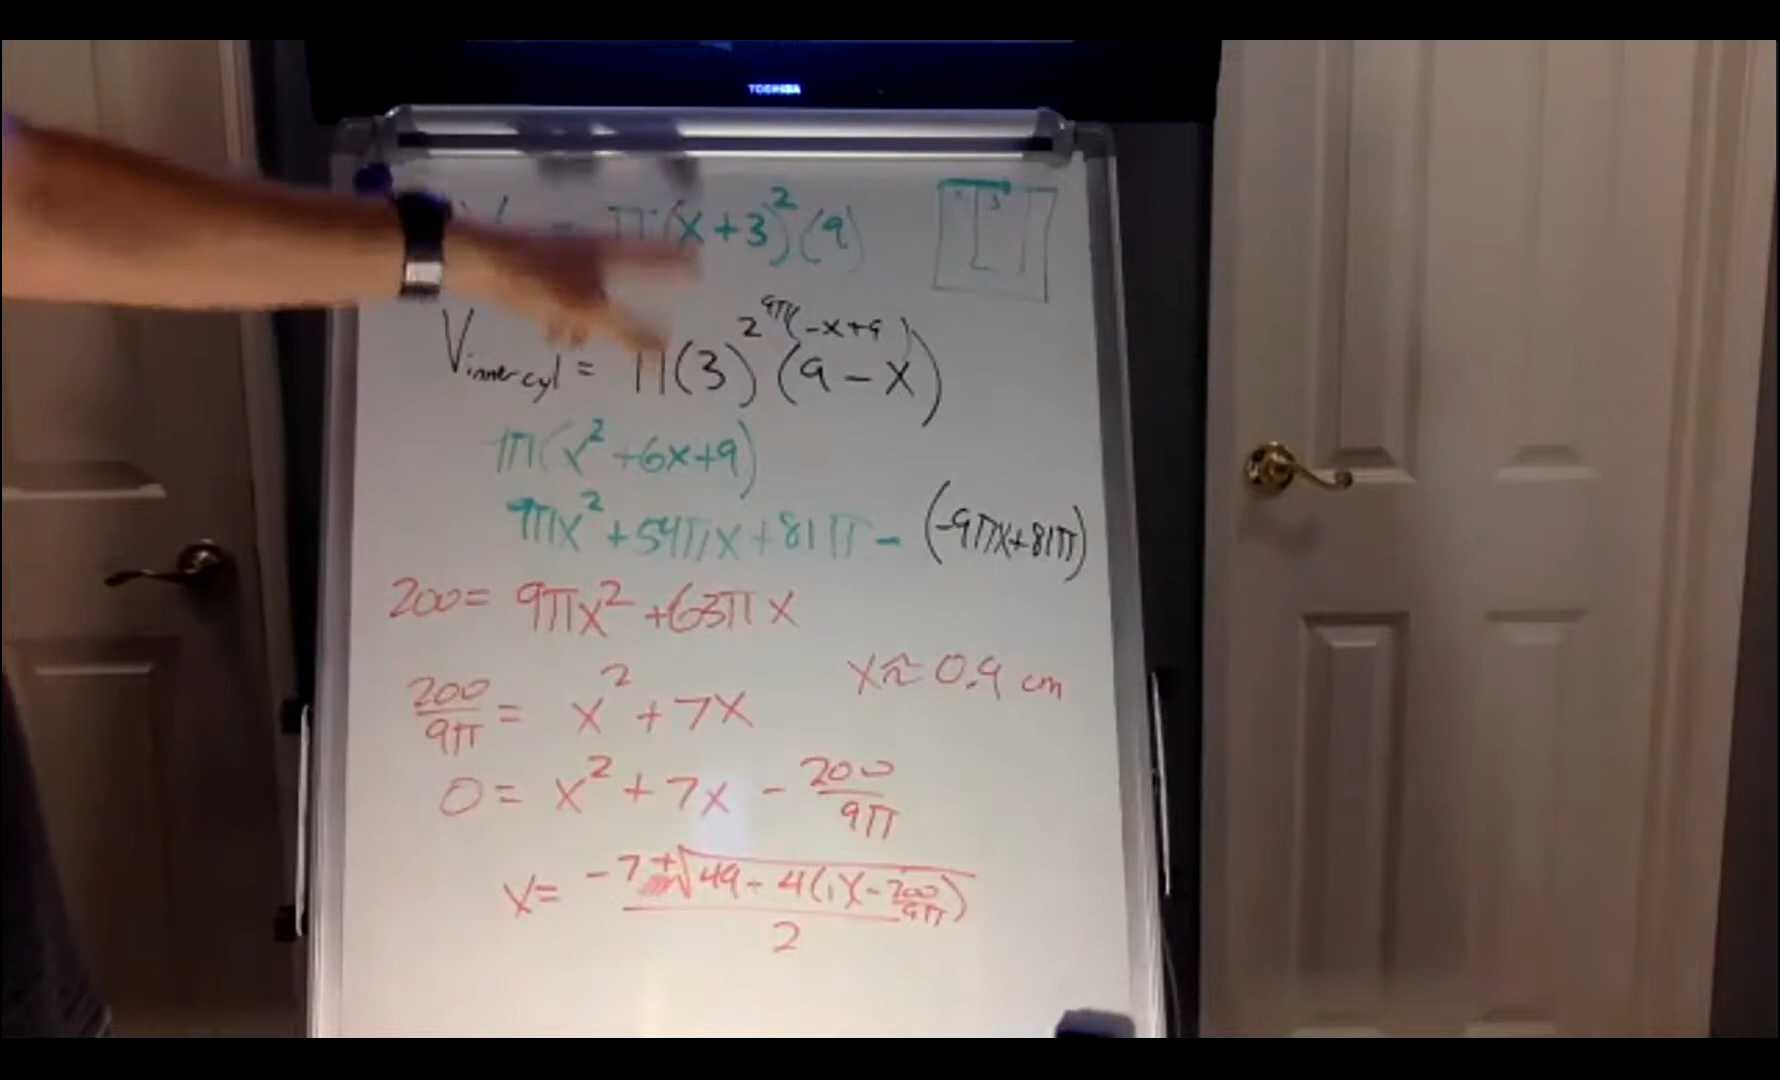 TOSHIBA
V = π(x+3)²(9)
3
9π(-x+9)
Vinner cyl = π(3)²(9-x)
π(x²+6x+9)
9πx²+54πx+81π - (-9πx+81π)
200 = 9πx²+63πx
200/9π = x²+7x
x≈0.9 cm
0 = x²+7x - 200/9π
x = -7±√49-4(1)(-200/9π)
2